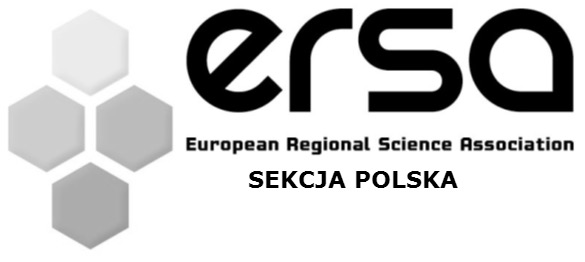 ersa
European Regional Science Association
SEKCJA POLSKA